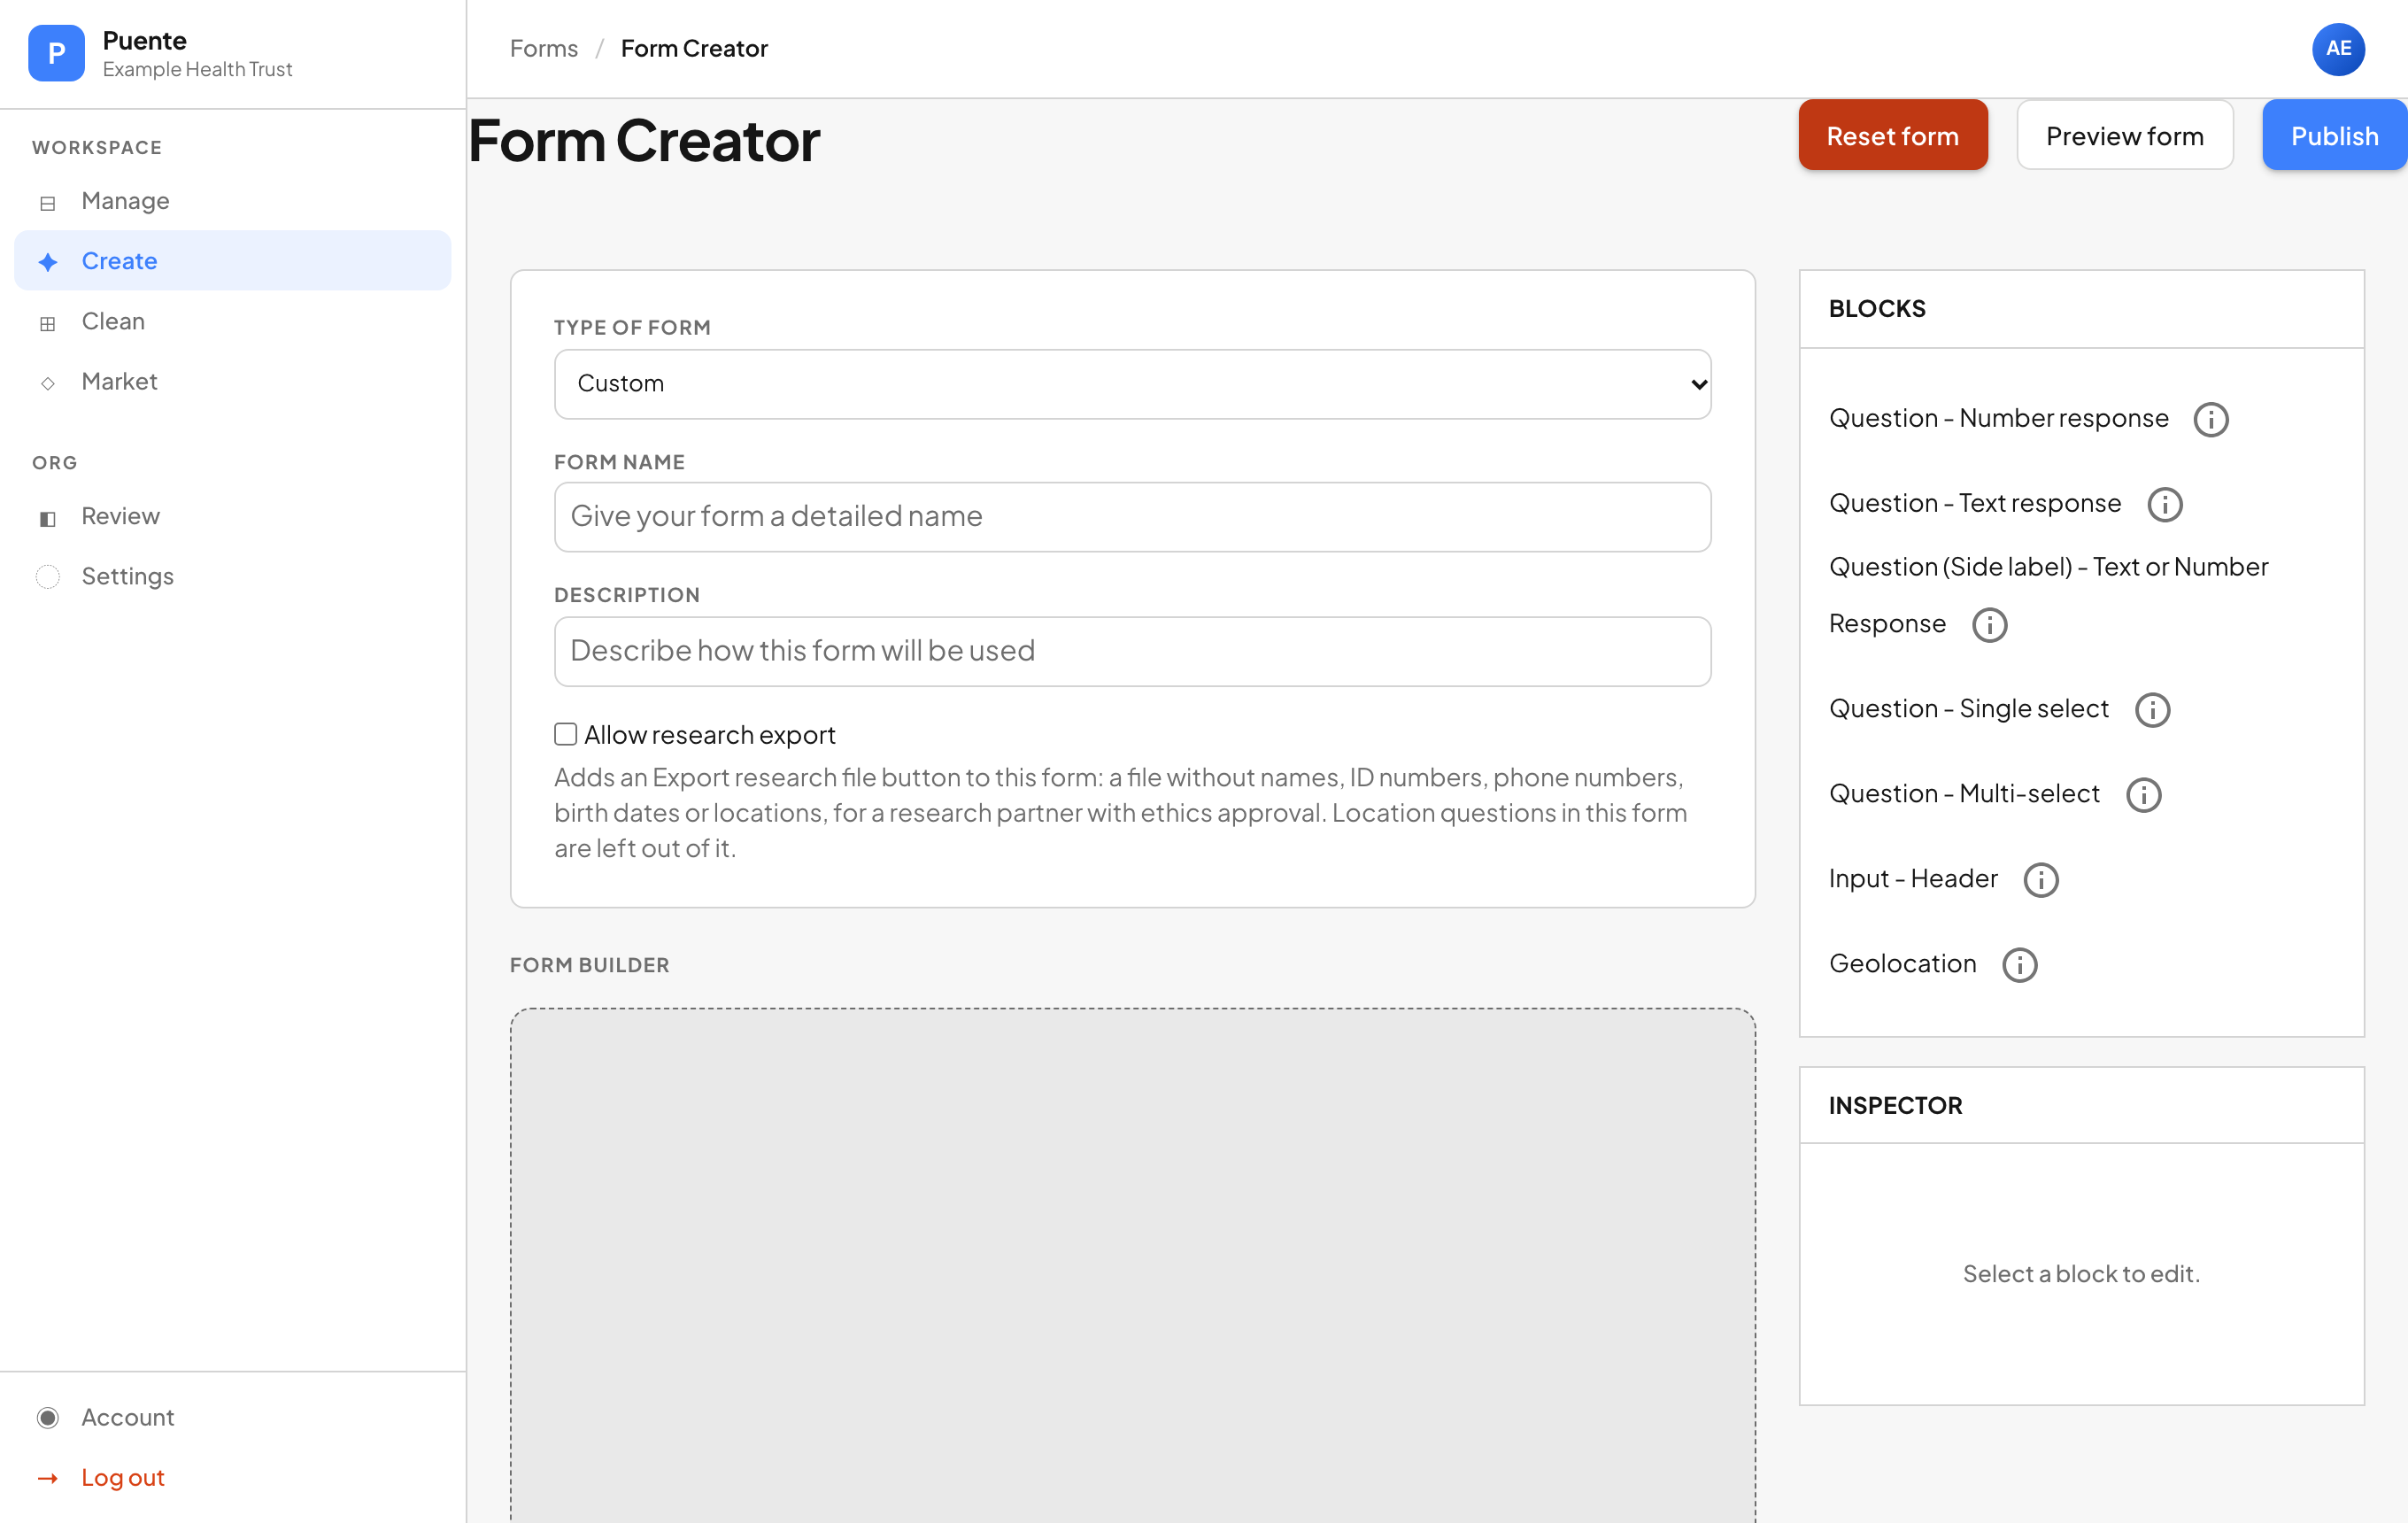 P
Puente
Example Health Trust
WORKSPACE
Manage
Create
Clean
Market
ORG
Review
Settings
Account
Log out
Forms / Form Creator
AE
Form Creator
Reset form
Preview form
Publish
TYPE OF FORM
Custom
FORM NAME
Give your form a detailed name
DESCRIPTION
Describe how this form will be used
Allow research export
Adds an Export research file button to this form: a file without names, ID numbers, phone numbers,
birth dates or locations, for a research partner with ethics approval. Location questions in this form
are left out of it.
FORM BUILDER
BLOCKS
Question - Number response
Question - Text response
Question (Side label) - Text or Number
Response
Question - Single select
Question - Multi-select
Input - Header
Geolocation
INSPECTOR
Select a block to edit.